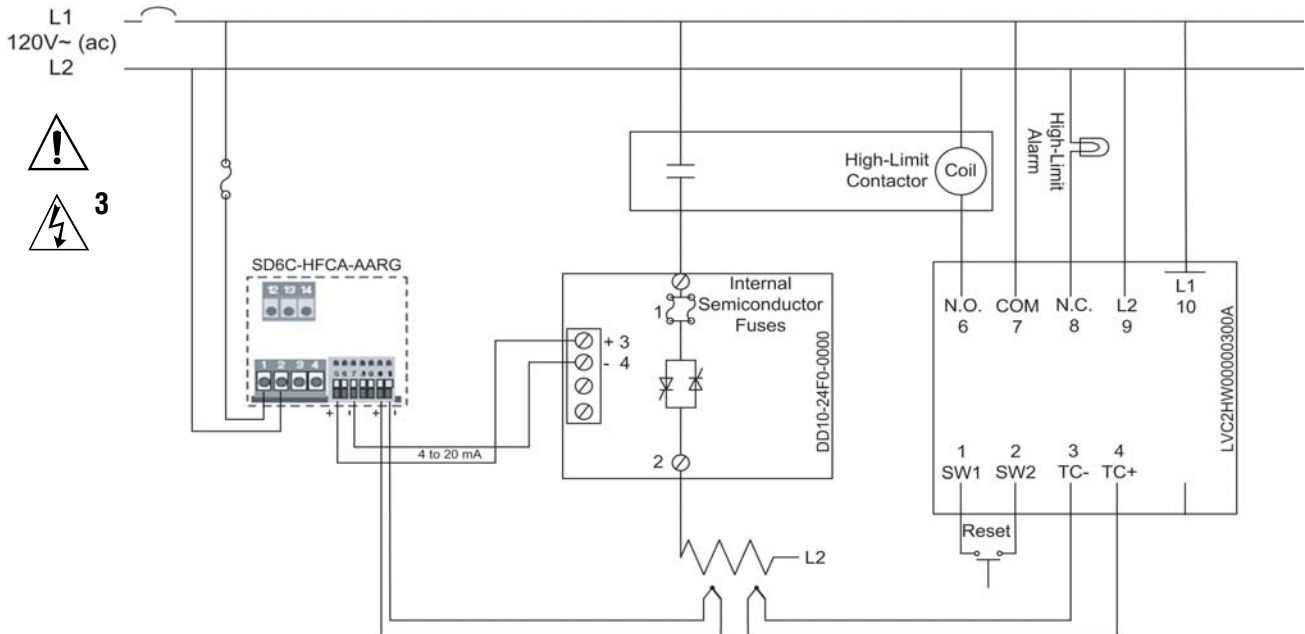 L1
120V~ (ac)
L2
3
SD6C-HFCA-AARG
12 13 14
1 2 3 4
5 6 7
+ - + -
4 to 20 mA
High-Limit
Contactor
Coil
High-Limit
Alarm
Internal
Semiconductor
Fuses
1
+ 3
- 4
2
DD10-24F0-0000
L2
N.O.
6
COM
7
N.C.
8
L2
9
L1
10
LVC2HW00000300A
1
SW1
2
SW2
3
TC-
4
TC+
Reset